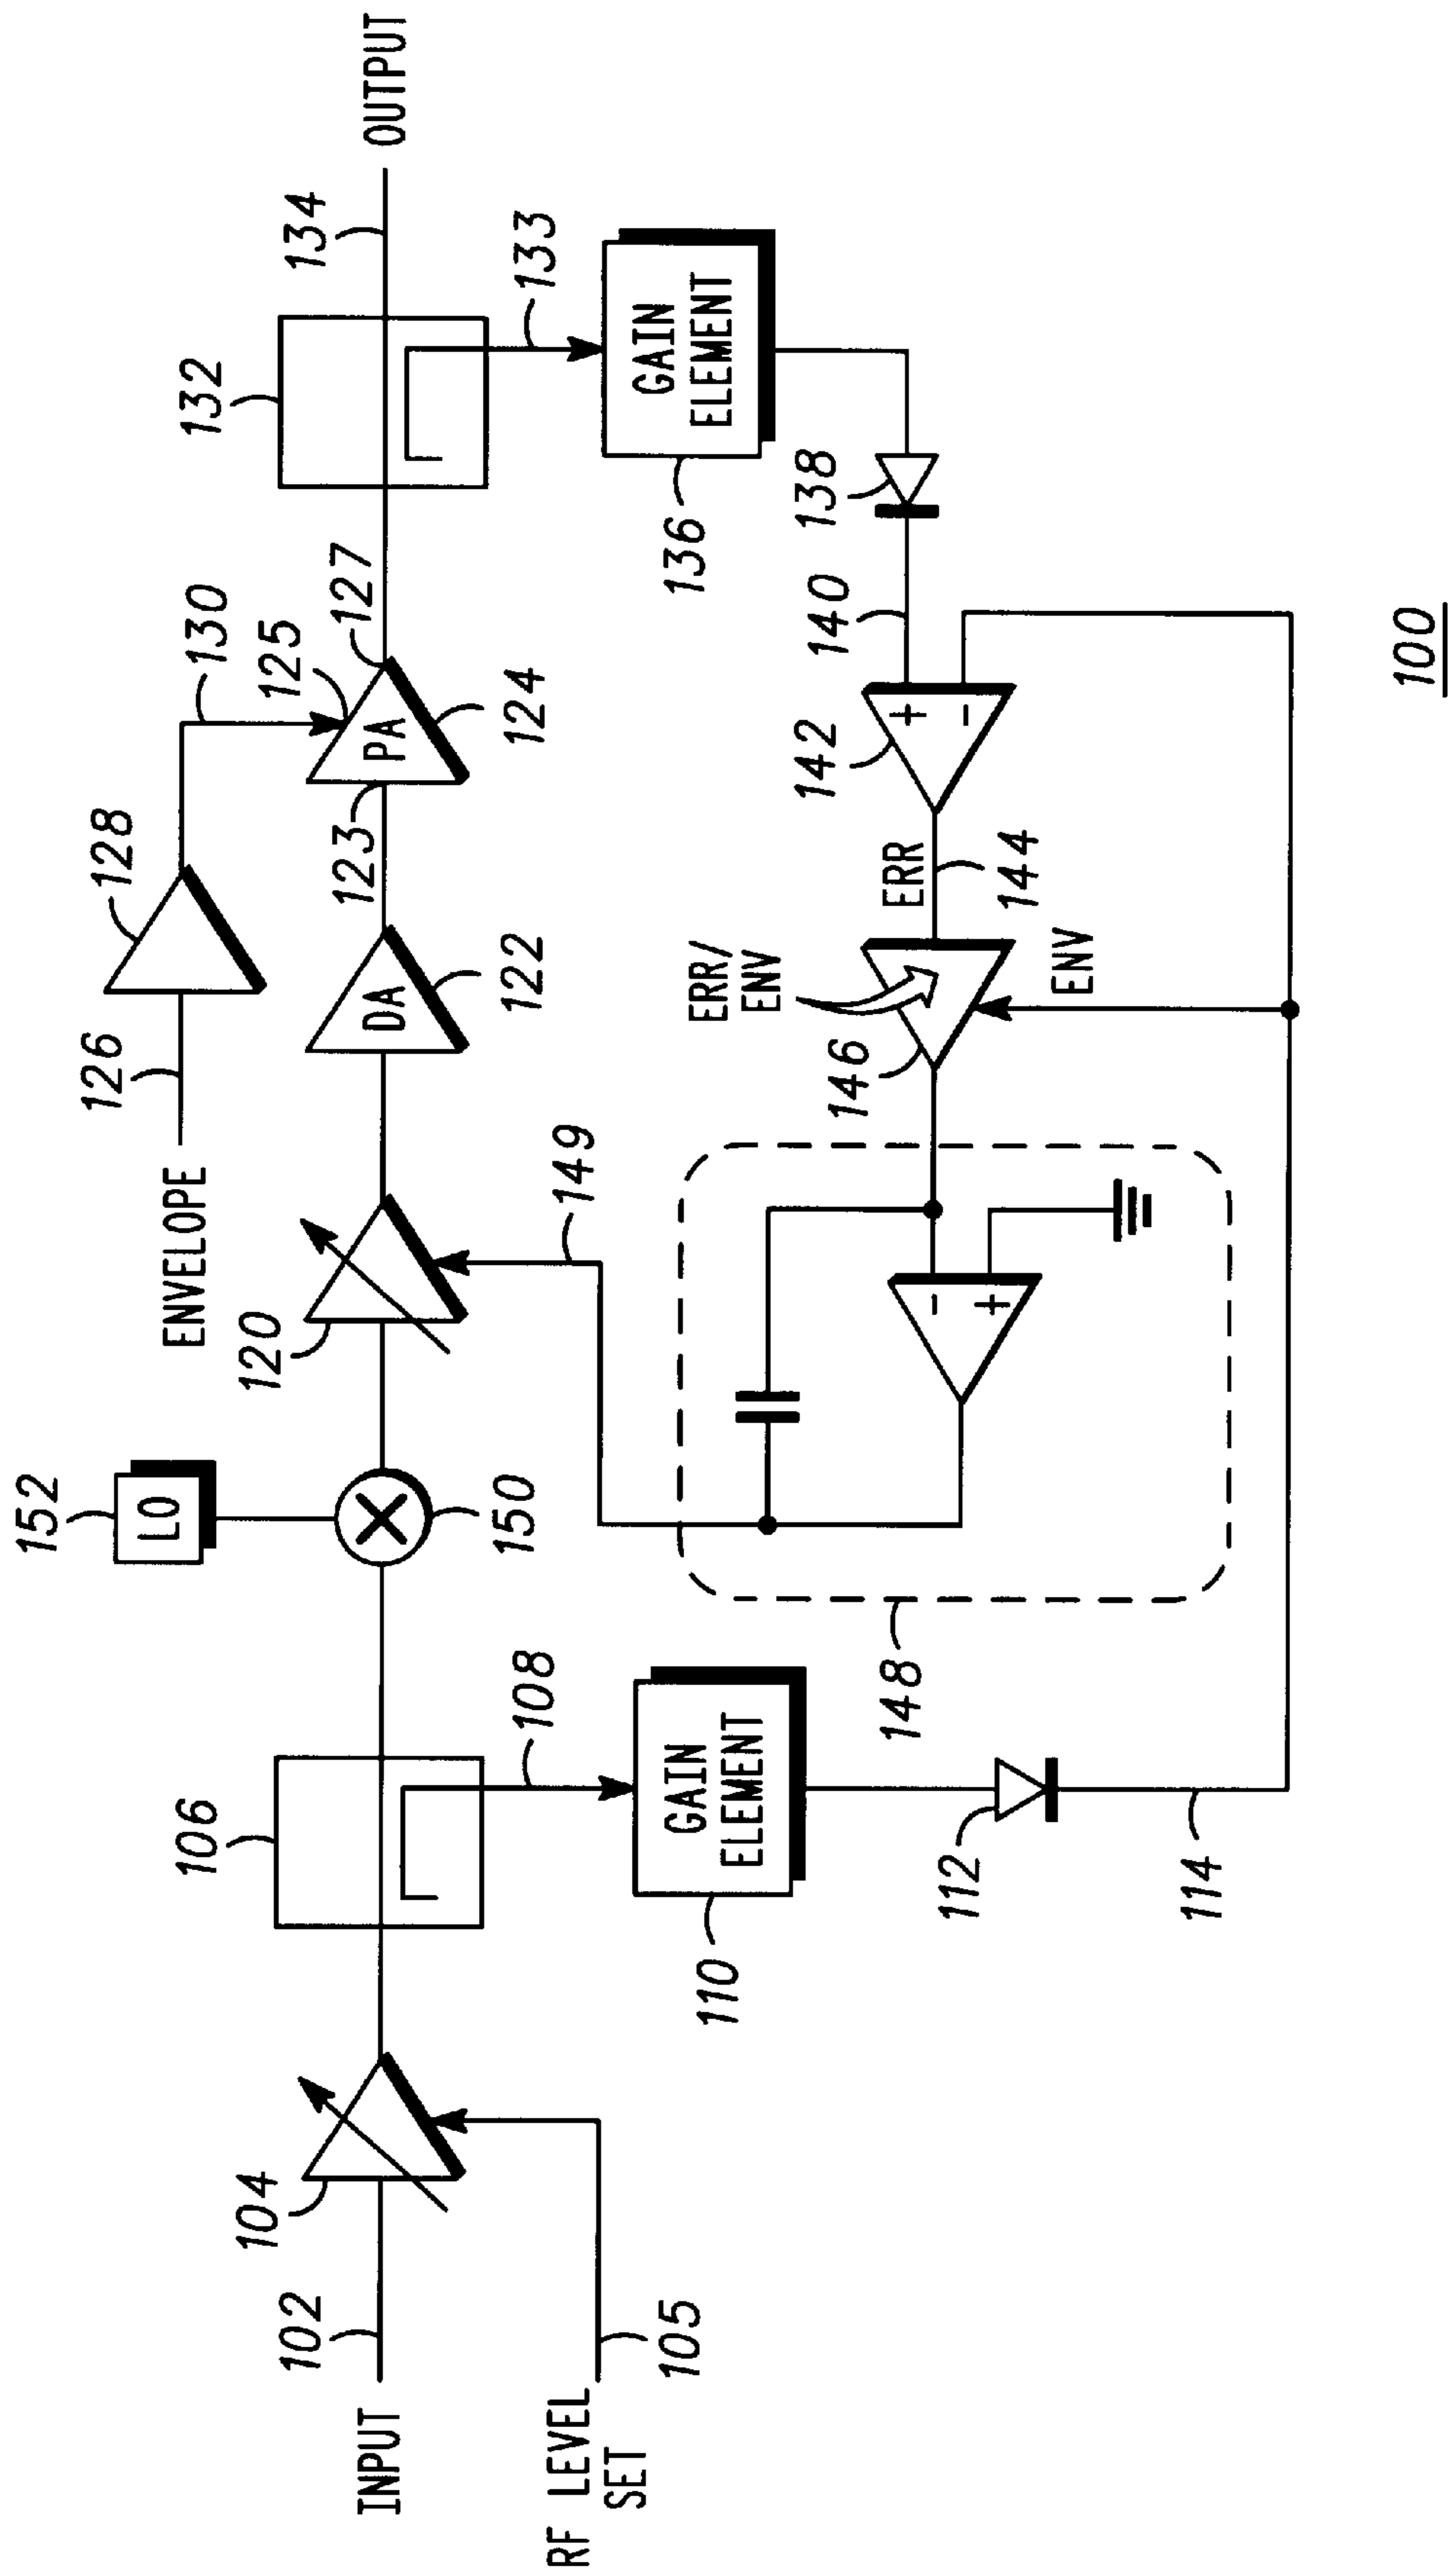 152
LO
126
ENVELOPE
128
130
106
104
102
INPUT
120
150
DA
122
123
125
PA
124
127
132
134
OUTPUT
RF LEVEL
SET
105
108
GAIN
ELEMENT
110
149
133
GAIN
ELEMENT
136
138
140
142
+
-
ERR
144
ERR/
ENV
146
ENV
148
-
+
112
114
100